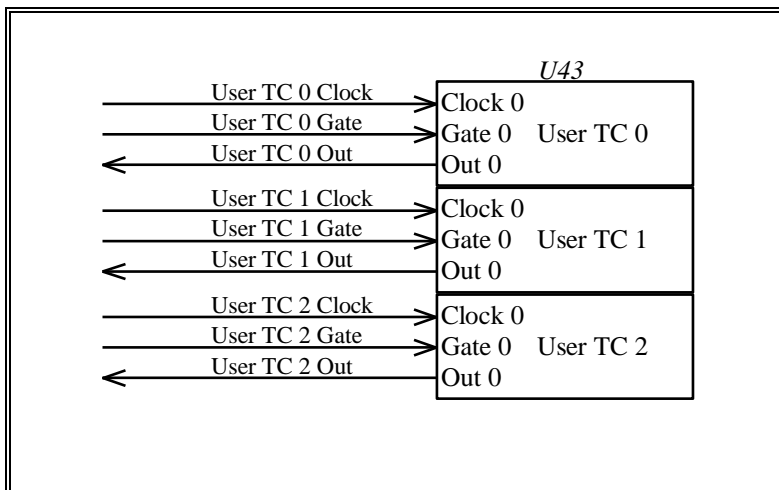 U43
User TC 0 Clock
Clock 0
User TC 0 Gate
Gate 0 User TC 0
User TC 0 Out
Out 0
User TC 1 Clock
Clock 0
User TC 1 Gate
Gate 0 User TC 1
User TC 1 Out
Out 0
User TC 2 Clock
Clock 0
User TC 2 Gate
Gate 0 User TC 2
User TC 2 Out
Out 0